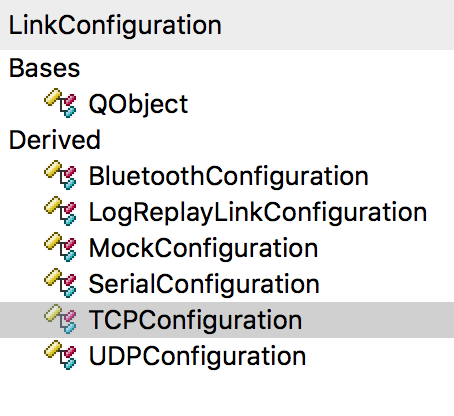 LinkConfiguration
Bases
QObject
Derived
BluetoothConfiguration
LogReplayLinkConfiguration
MockConfiguration
SerialConfiguration
TCPConfiguration
UDPConfiguration